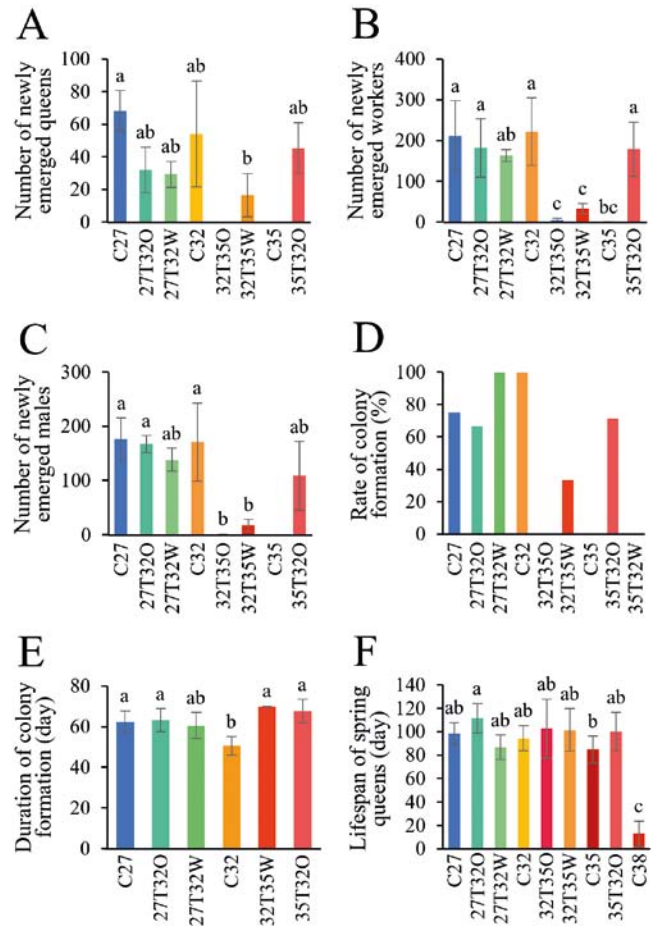 A
Number of newly
emerged queens
100
80
60
40
20
0
a
ab
ab
ab
b
ab
C27
27T32O
27T32W
C32
32T35O
32T35W
C35
35T32O
B
Number of newly
emerged workers
400
300
200
100
0
a
a
ab
a
c
c
bc
a
C27
27T32O
27T32W
C32
32T35O
32T35W
C35
35T32O
C
Number of newly
emerged males
300
200
100
0
a
a
ab
a
b
b
ab
C27
27T32O
27T32W
C32
32T35O
32T35W
C35
35T32O
D
Rate of colony
formation (%)
100
80
60
40
20
0
C27
27T32O
27T32W
C32
32T35O
32T35W
C35
35T32O
35T32W
E
Duration of colony
formation (day)
80
60
40
20
0
a
a
ab
b
a
a
C27
27T32O
27T32W
C32
32T35W
35T32O
F
Lifespan of spring
queens (day)
140
120
100
80
60
40
20
0
ab
a
ab
ab
ab
ab
b
ab
c
C27
27T32O
27T32W
C32
32T35O
32T35W
C35
35T32O
C38